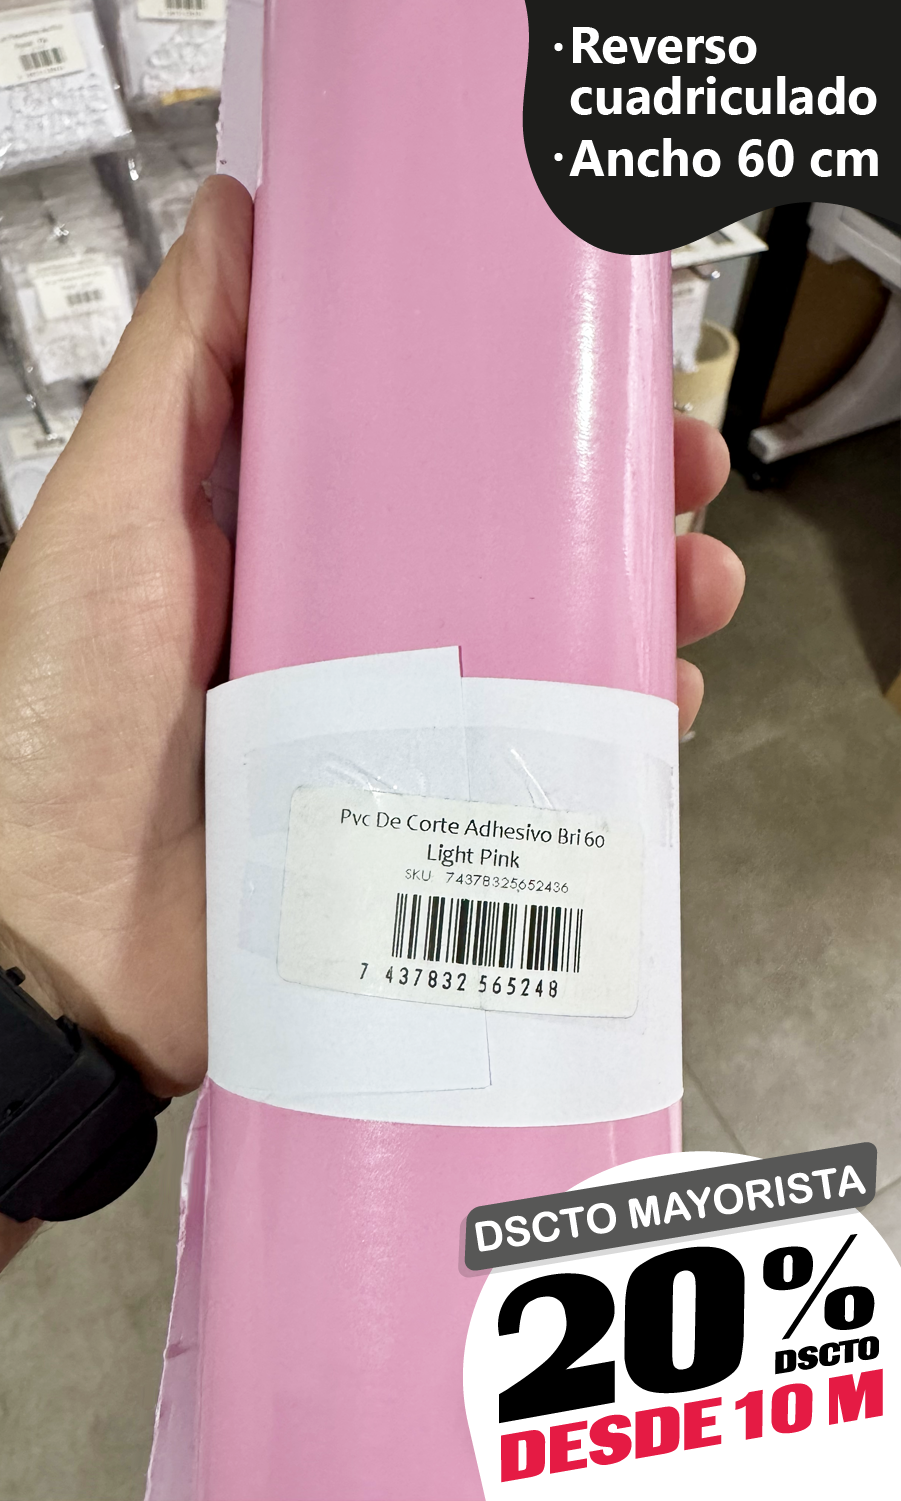 ·Reverso
cuadriculado
·Ancho 60 cm
Pvc De Corte Adhesivo Bri 60
Light Pink
SKU: 74378325652436
7 437832 565248
DSCTO MAYORISTA
20%
DSCTO
DESDE 10 M